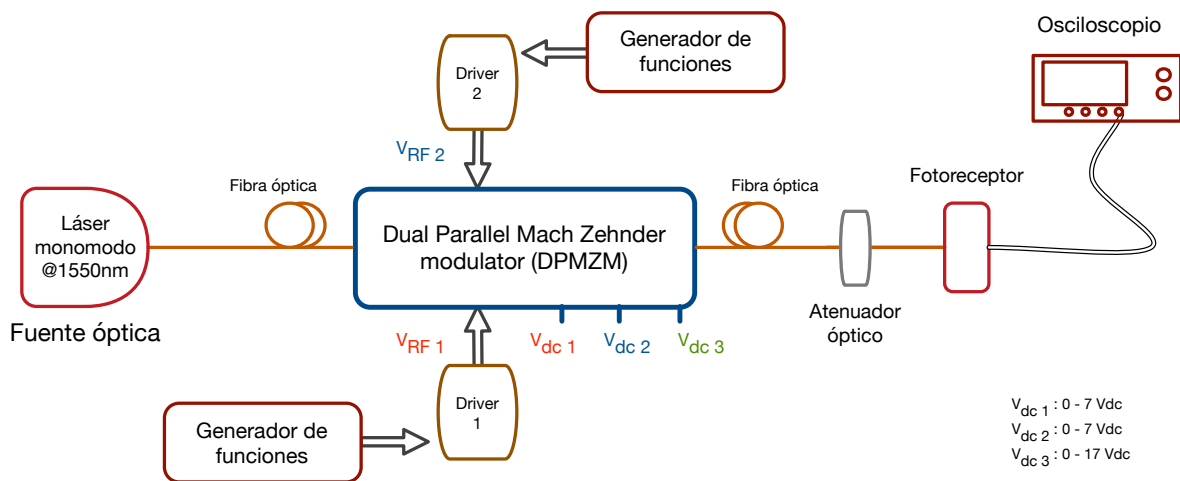 Osciloscopio
Generador de
funciones
Driver
2
V RF 2
Fibra óptica
Fibra óptica
Fotoreceptor
Láser
monomodo
@1550nm
Dual Parallel Mach Zehnder
modulator (DPMZM)
Fuente óptica
Atenuador
óptico
V RF 1
V dc 1
V dc 2
V dc 3
Driver
1
Generador de
funciones
V dc 1 : 0 - 7 Vdc
V dc 2 : 0 - 7 Vdc
V dc 3 : 0 - 17 Vdc